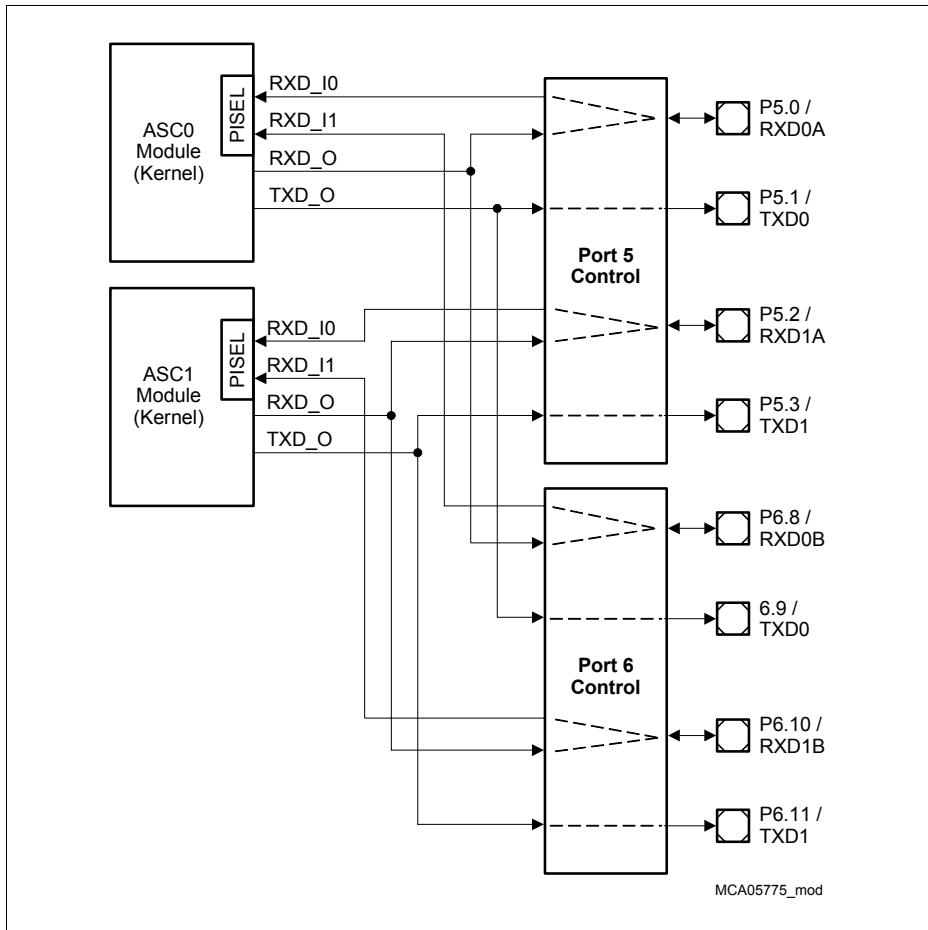 ASC0
Module
(Kernel)
PISEL
RXD_I0
RXD_I1
RXD_O
TXD_O
ASC1
Module
(Kernel)
PISEL
RXD_I0
RXD_I1
RXD_O
TXD_O
Port 5
Control
P5.0 /
RXD0A
P5.1 /
TXD0
P5.2 /
RXD1A
P5.3 /
TXD1
Port 6
Control
P6.8 /
RXD0B
6.9 /
TXD0
P6.10 /
RXD1B
P6.11 /
TXD1
MCA05775_mod